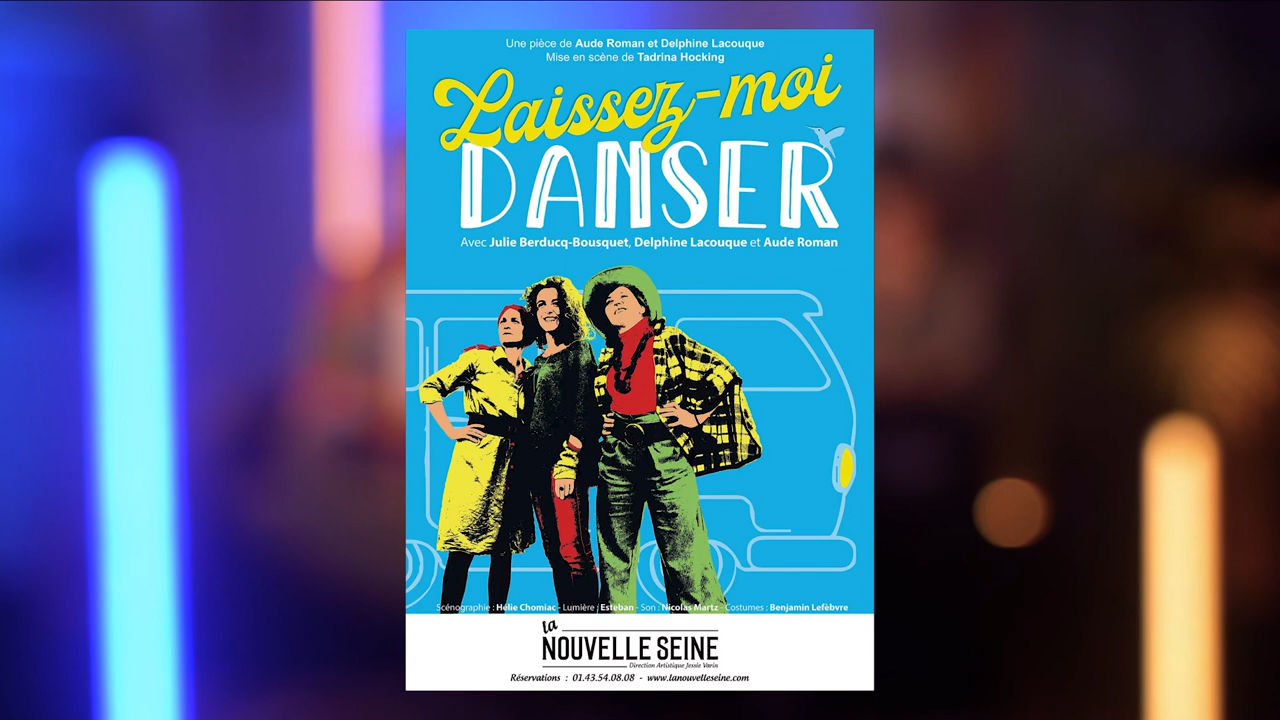 Une pièce de Aude Roman et Delphine Lacouque
Mise en scène de Tadrina Hocking
Laissez-moi
DANSER
Avec Julie Berducq-Bousquet, Delphine Lacouque et Aude Roman
Scénographie : Hélie Chomiac - Lumière : Esteban - Son : Nicolas Martz - Costumes : Benjamin Lefèbvre
la
NOUVELLE SEINE
Direction Artistique Jessie Varin
Réservations : 01.43.54.08.08 - www.lanouvelleseine.com